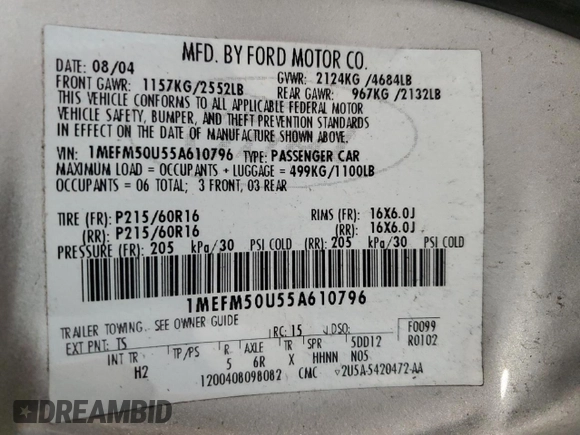 MFD. BY FORD MOTOR CO.
DATE: 08/04 GVWR: 2124KG /4684LB
FRONT GAWR: 1157KG/2552LB REAR GAWR: 967KG/2132LB
THIS VEHICLE CONFORMS TO ALL APPLICABLE FEDERAL MOTOR
VEHICLE SAFETY, BUMPER, AND THEFT PREVENTION STANDARDS
IN EFFECT ON THE DATE OF MANUFACTURE SHOWN ABOVE.
VIN: 1MEFM50U55A610796 TYPE: PASSENGER CAR
MAXIMUM LOAD = OCCUPANTS + LUGGAGE = 499KG/1100LB
OCCUPANTS = 06 TOTAL; 3 FRONT, 03 REAR
TIRE (FR): P215/60R16 RIMS (FR): 16X6.0J
(RR): P215/60R16 (RR): 16X6.0J
PRESSURE (FR): 205 kPa/30 PSI COLD (RR): 205 kPa/30 PSI COLD
1MEFM50U55A610796
TRAILER TOWING.. SEE OWNER GUIDE
EXT PNT: TS RC: 15 DSO: F0099
INT TR TP/PS R AXLE TR SPR 5DD12 R0102
H2 5 6R X HHNN N05
1200408098082 CMC 2U5A-5420472-AA
DREAMBID